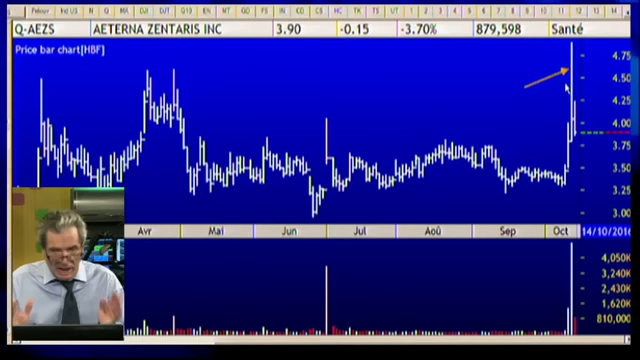 Q-AEZS AETERNA ZENTARIS INC 3.90 -0.15 -3.70% 879,598 Santé
Price bar chart[HBF]
4.75
4.50
4.25
4.00
3.75
3.50
3.25
3.00
Avr Mai Jun Jul Aoû Sep Oct 14/10/2016
4,050K
3,240K
2,430K
1,620K
810,000